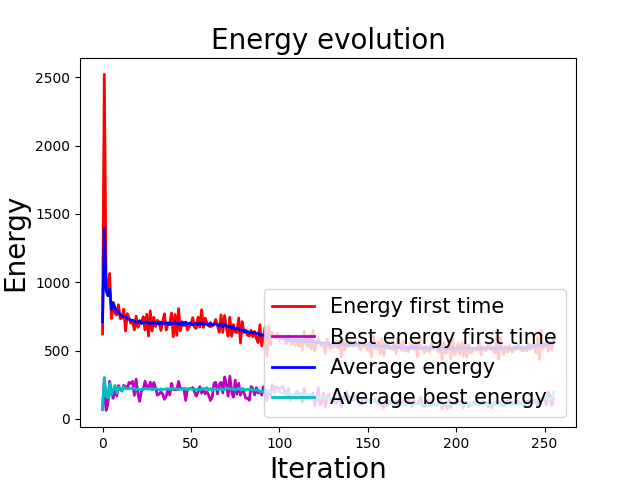 Energy evolution
Energy
2500
2000
1500
1000
500
0
Energy first time
Best energy first time
Average energy
Average best energy
0 50 100 150 200 250
Iteration